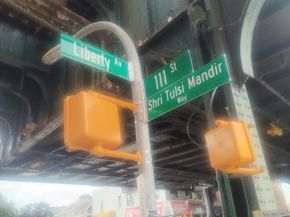 Liberty Av
111 St
Shri Tulsi Mandir
Way